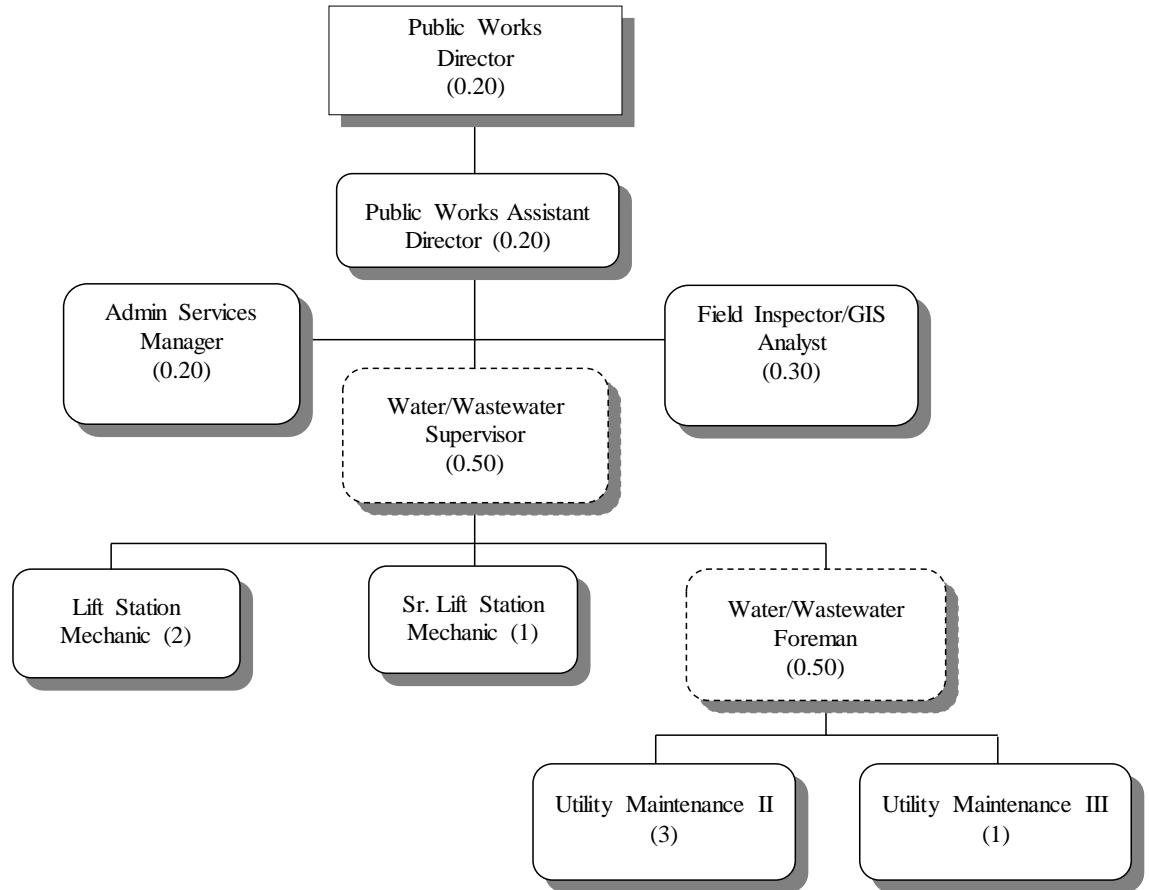 Public Works
Director
(0.20)
Public Works Assistant
Director (0.20)
Admin Services
Manager
(0.20)
Field Inspector/GIS
Analyst
(0.30)
Water/Wastewater
Supervisor
(0.50)
Lift Station
Mechanic (2)
Sr. Lift Station
Mechanic (1)
Water/Wastewater
Foreman
(0.50)
Utility Maintenance II
(3)
Utility Maintenance III
(1)